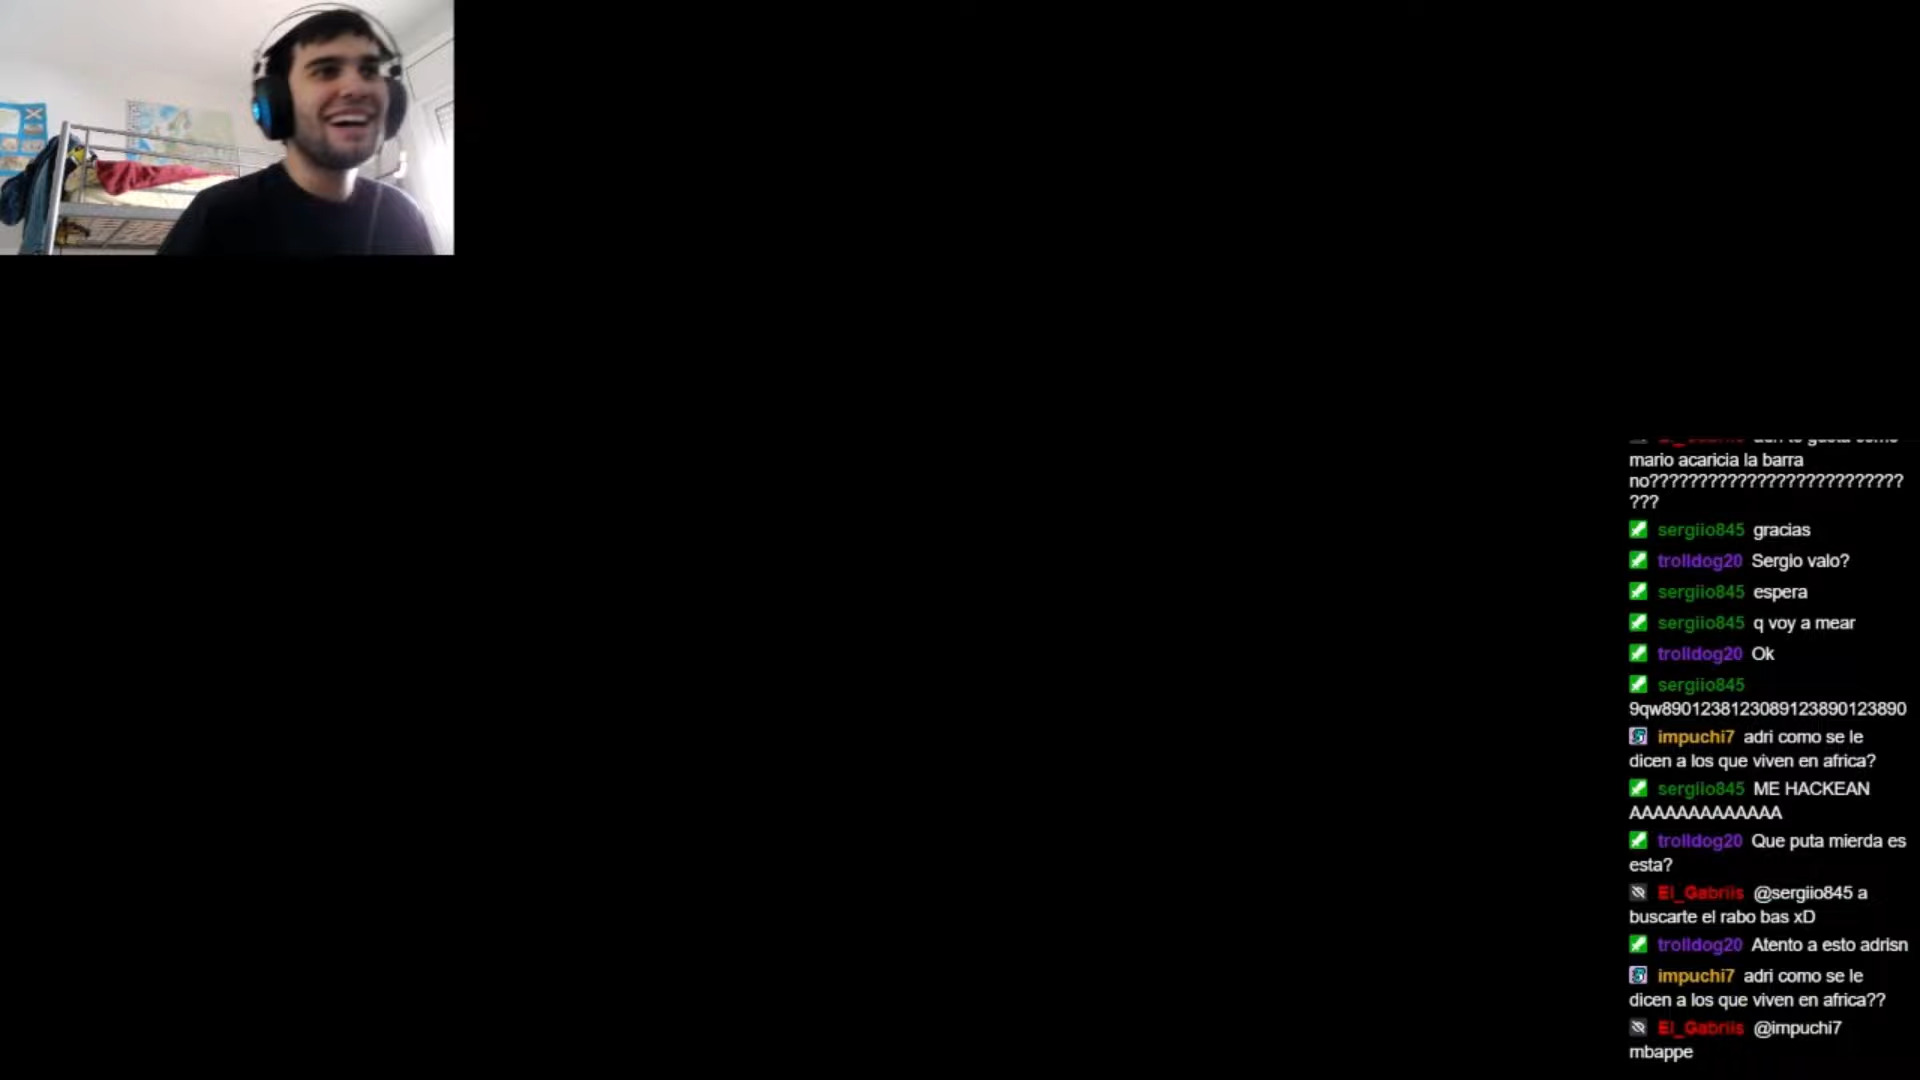 mario acaricia la barra
no??????????????????????????
???
sergiio845 gracias
trolldog20 Sergio valo?
sergiio845 espera
sergiio845 q voy a mear
trolldog20 Ok
sergiio845
9qw8901238123089123890123890
impuchi7 adri como se le
dicen a los que viven en africa?
sergiio845 ME HACKEAN
AAAAAAAAAAAAA
trolldog20 Que puta mierda es
esta?
El_Gabriis @sergiio845 a
buscarte el rabo bas xD
trolldog20 Atento a esto adrisn
impuchi7 adri como se le
dicen a los que viven en africa??
El_Gabriis @impuchi7
mbappe